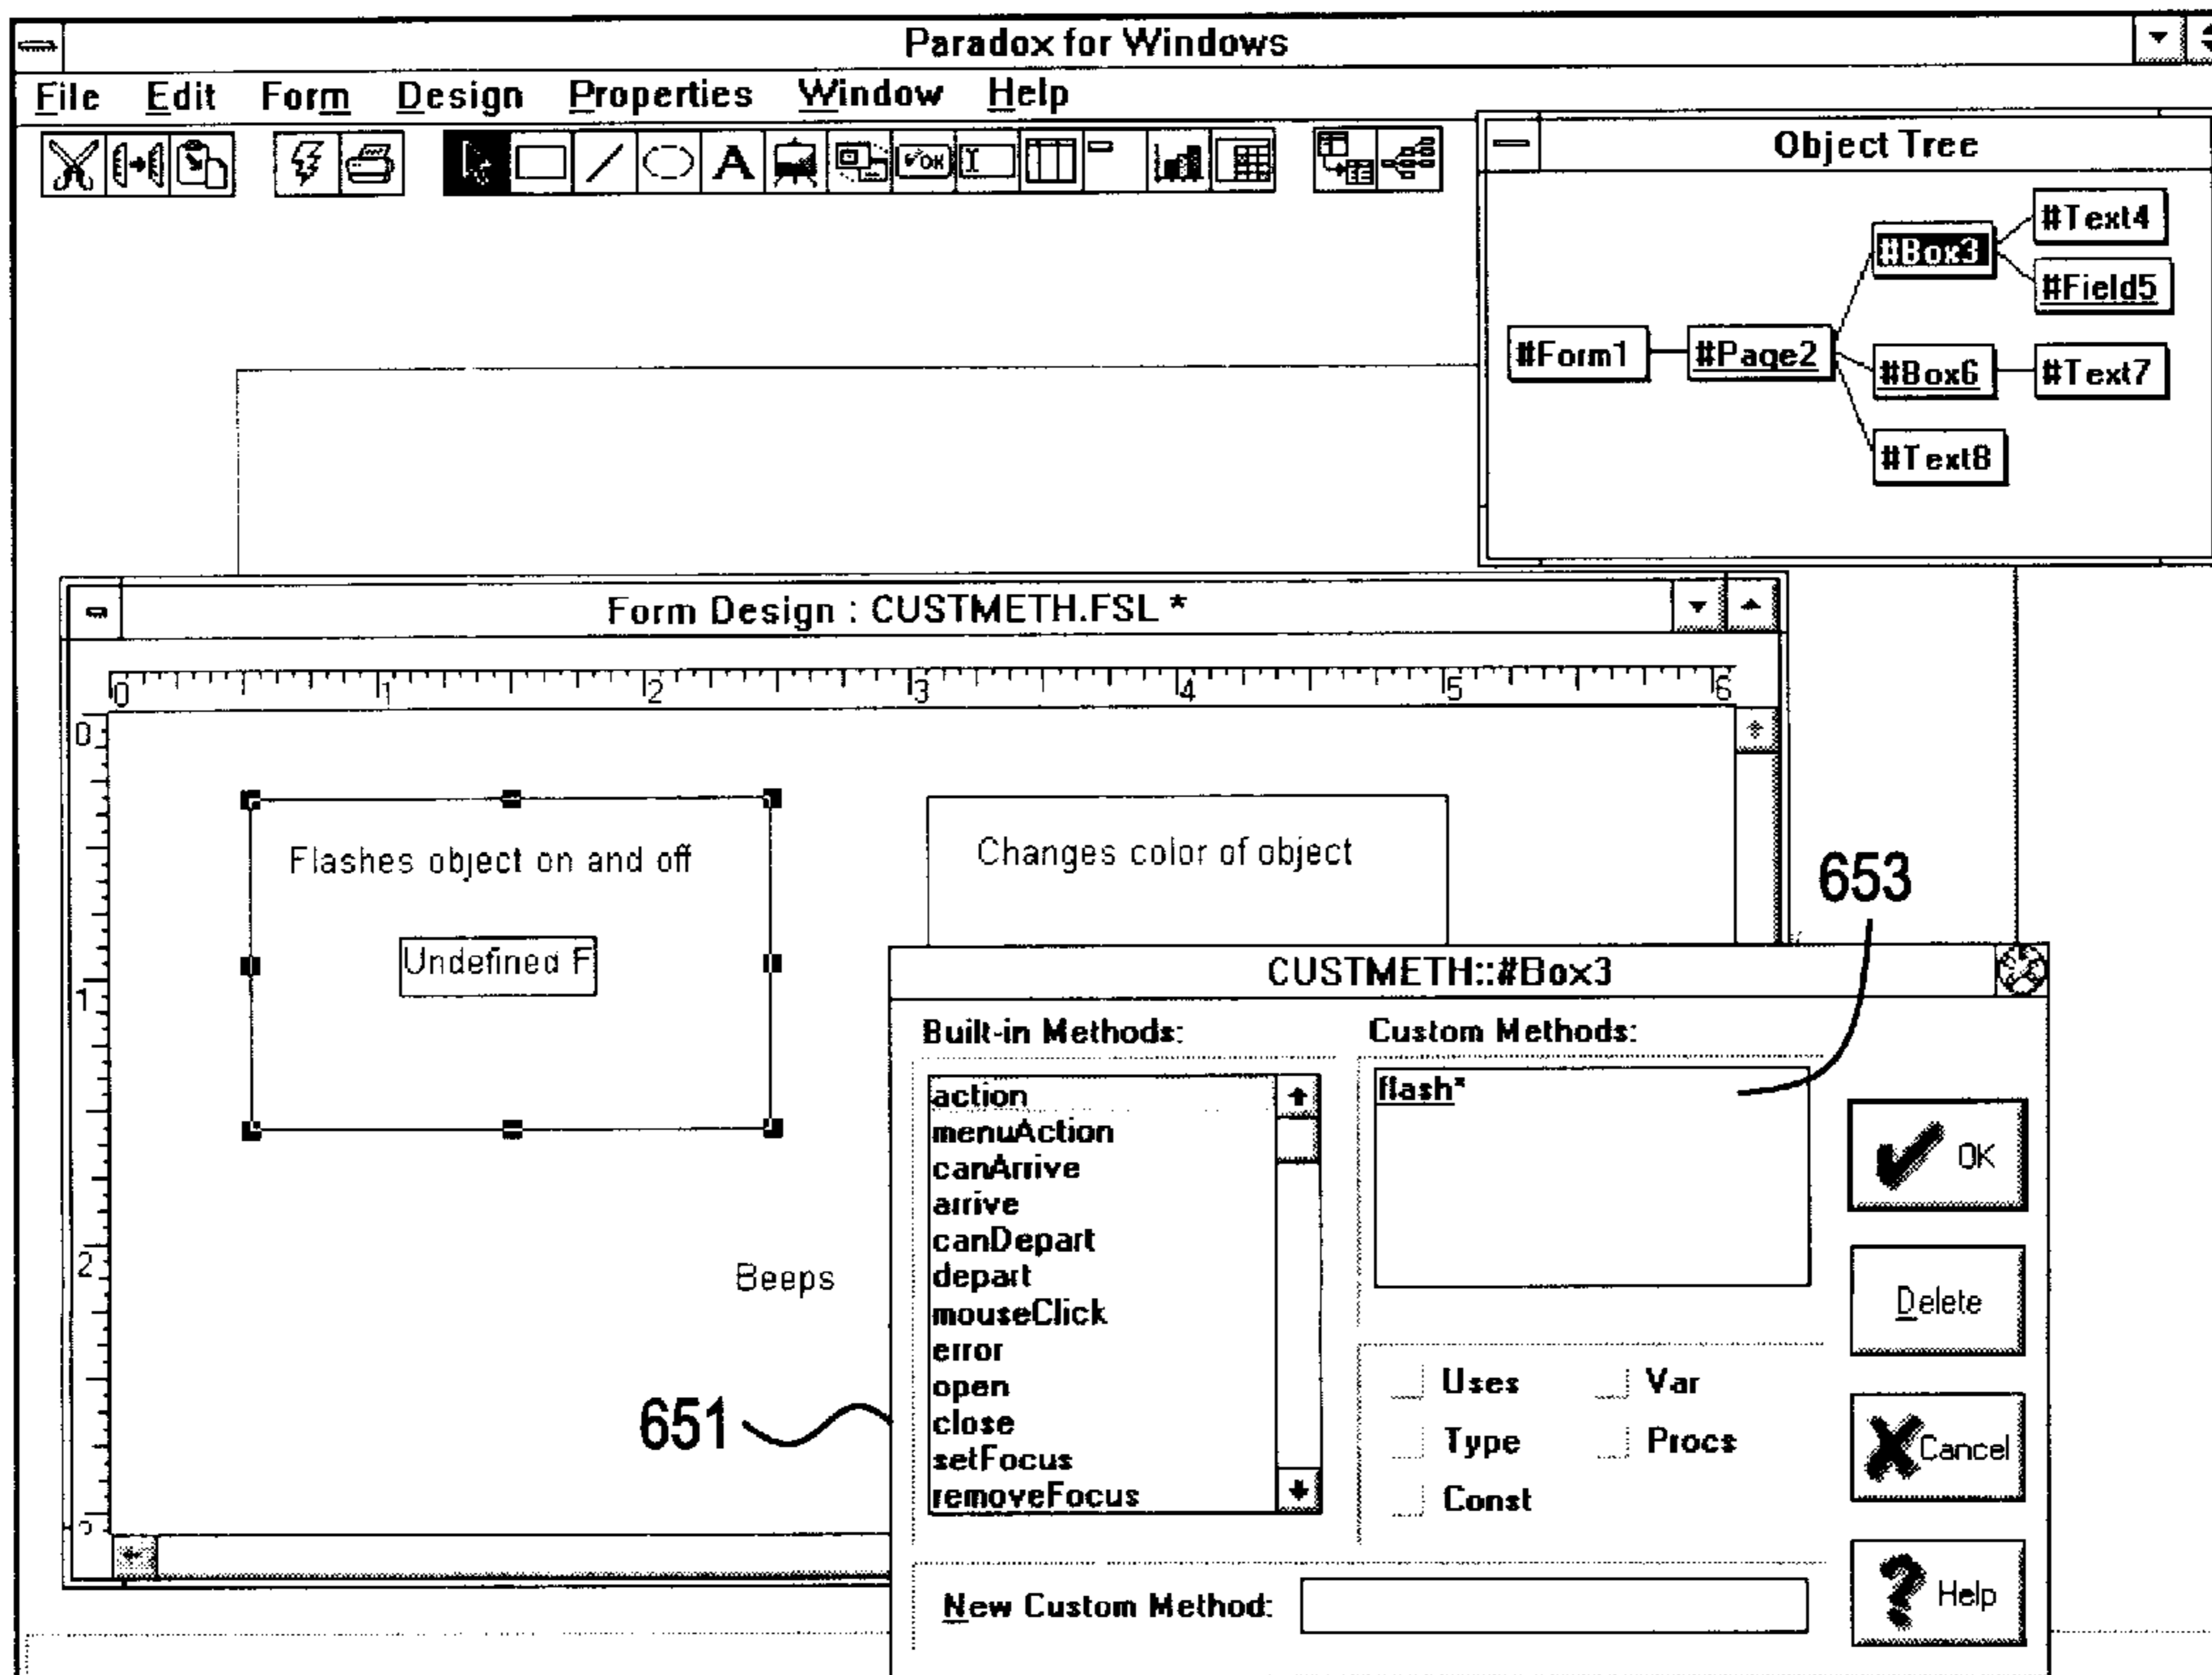 Paradox for Windows
File Edit Form Design Properties Window Help
A
OK
Object Tree
#Form1
#Page2
#Box3
#Text4
#Field5
#Box6
#Text7
#Text8
Form Design : CUSTMETH.FSL *
0 1 2 3 4 5 6
0
1
2
Flashes object on and off
Undefined F
Changes color of object
Beeps
653
651
CUSTMETH::#Box3
Built-in Methods:
action
menuAction
canArrive
arrive
canDepart
depart
mouseClick
error
open
close
setFocus
removeFocus
Custom Methods:
flash*
Uses
Var
Type
Procs
Const
New Custom Method:
OK
Delete
Cancel
Help